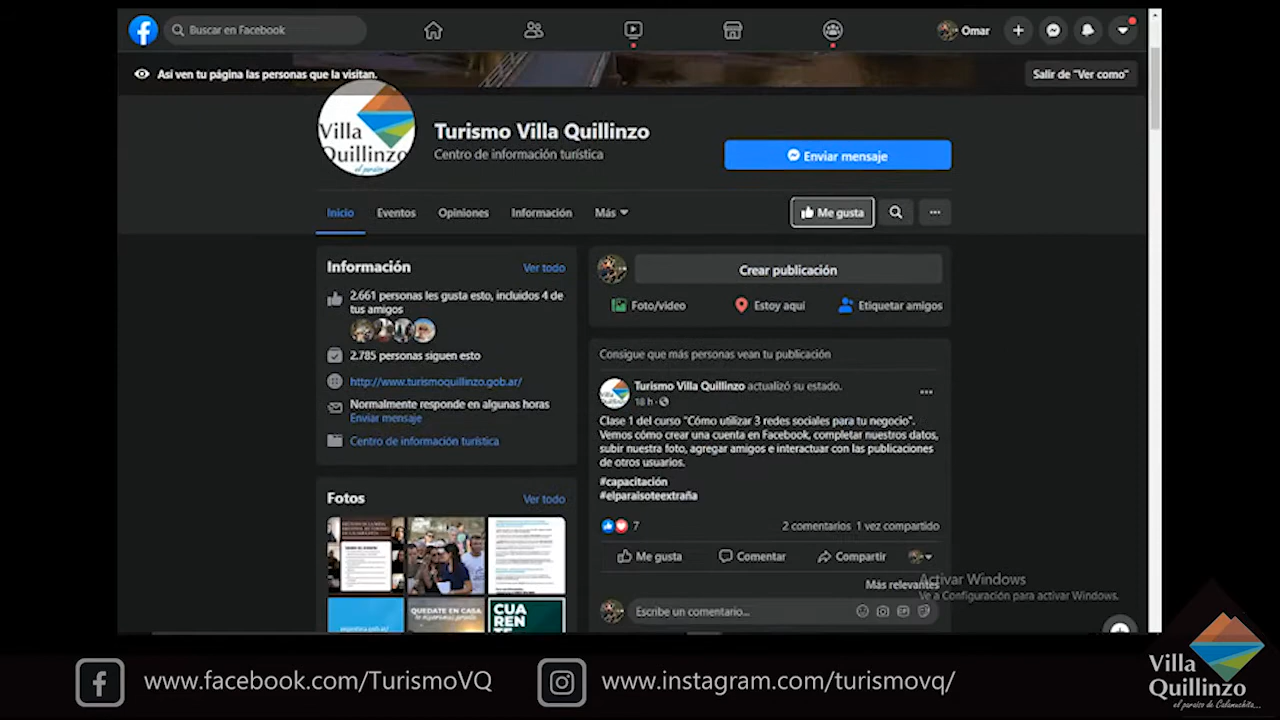 Buscar en Facebook
Omar
Así ven tu página las personas que la visitan.
Salir de "Ver como"
Villa
Quillinzo
Turismo Villa Quillinzo
Centro de información turística
Enviar mensaje
Inicio
Eventos
Opiniones
Información
Más
Me gusta
Información
Ver todo
2.661 personas les gusta esto, incluidos 4 de
tus amigos
2.785 personas siguen esto
http://www.turismoquillinzo.gob.ar/
Normalmente responde en algunas horas
Enviar mensaje
Centro de información turística
Fotos
Ver todo
QUEDATE EN CASA
CUA
REN
Crear publicación
Foto/video
Estoy aquí
Etiquetar amigos
Consigue que más personas vean tu publicación
Turismo Villa Quillinzo actualizó su estado.
18 h
Clase 1 del curso "Cómo utilizar 3 redes sociales para tu negocio".
Vemos cómo crear una cuenta en Facebook, completar nuestros datos,
subir nuestra foto, agregar amigos e interactuar con las publicaciones
de otros usuarios.
#capacitación
#elparaisoteextraña
7
2 comentarios 1 vez compartido
Me gusta
Comentar
Compartir
Más relevantes
Activar Windows
Ve a Configuración para activar Windows.
Escribe un comentario...
www.facebook.com/TurismoVQ
www.instagram.com/turismovq/
Villa
Quillinzo
el paraíso de Calamuchita...